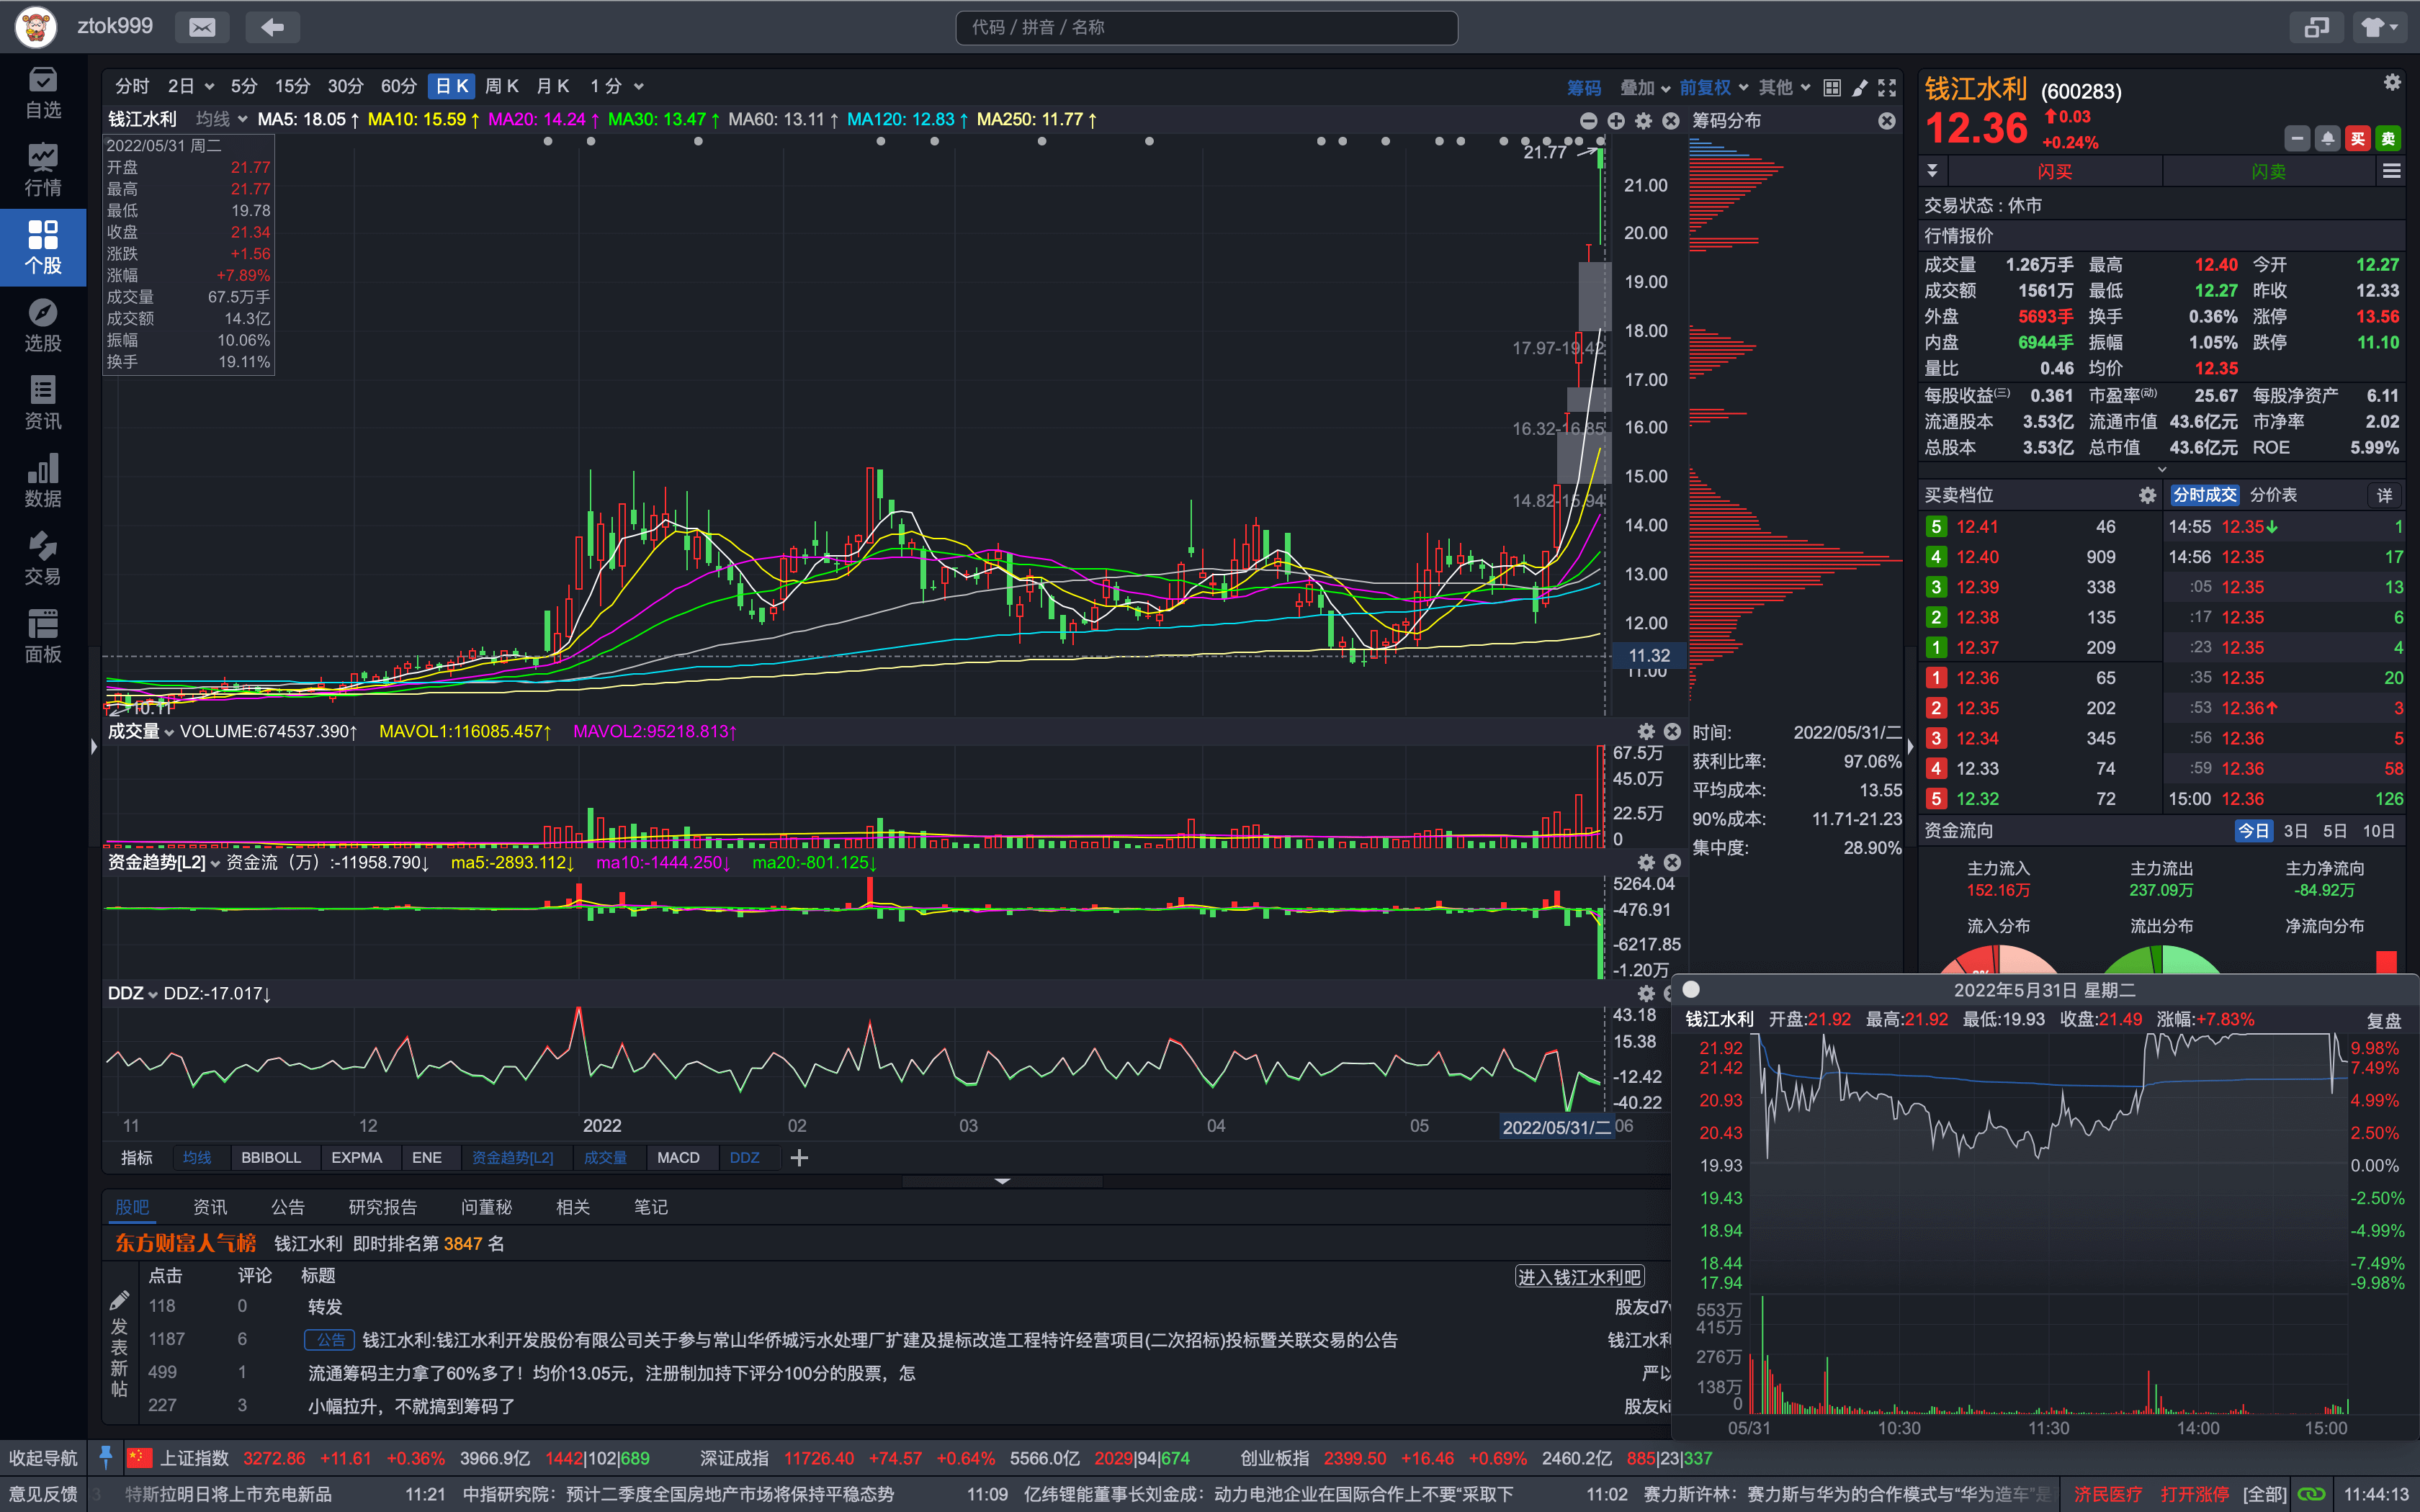 ztok999
代码 / 拼音 / 名称
自选
行情
个股
选股
资讯
数据
交易
面板
分时 2日 5分 15分 30分 60分 日K 周K 月K 1分
筹码 叠加 前复权 其他
钱江水利 均线 MA5: 18.05↑ MA10: 15.59↑ MA20: 14.24↑ MA30: 13.47↑ MA60: 13.11↑ MA120: 12.83↑ MA250: 11.77↑
筹码分布
2022/05/31 周二
开盘 21.77
最高 21.77
最低 19.78
收盘 21.34
涨跌 +1.56
涨幅 +7.89%
成交量 67.5万手
成交额 14.3亿
振幅 10.06%
换手 19.11%
21.77
17.97-19.42
16.32-16.85
14.82-15.94
10.11
21.00
20.00
19.00
18.00
17.00
16.00
15.00
14.00
13.00
12.00
11.32
11.00
成交量 VOLUME:674537.390↑ MAVOL1:116085.457↑ MAVOL2:95218.813↑
67.5万
45.0万
22.5万
0
资金趋势[L2] 资金流（万）:-11958.790↓ ma5:-2893.112↓ ma10:-1444.250↓ ma20:-801.125↓
5264.04
-476.91
-6217.85
-1.20万
DDZ DDZ:-17.017↓
43.18
15.38
-12.42
-40.22
11 12 2022 02 03 04 05 2022/05/31/二 06
时间: 2022/05/31/二
获利比率: 97.06%
平均成本: 13.55
90%成本: 11.71-21.23
集中度: 28.90%
指标 均线 BBIBOLL EXPMA ENE 资金趋势[L2] 成交量 MACD DDZ
股吧 资讯 公告 研究报告 问董秘 相关 笔记
东方财富人气榜 钱江水利 即时排名第 3847 名
点击 评论 标题
进入钱江水利吧
发表新帖
118 0 转发 股友d7
1187 6 公告 钱江水利:钱江水利开发股份有限公司关于参与常山华侨城污水处理厂扩建及提标改造工程特许经营项目(二次招标)投标暨关联交易的公告 钱江水利
499 1 流通筹码主力拿了60%多了！均价13.05元，注册制加持下评分100分的股票，怎 严以
227 3 小幅拉升，不就搞到筹码了 股友ki
钱江水利 (600283)
12.36
0.03
+0.24%
买 卖
闪买 闪卖
交易状态 : 休市
行情报价
成交量 1.26万手 最高 12.40 今开 12.27
成交额 1561万 最低 12.27 昨收 12.33
外盘 5693手 换手 0.36% 涨停 13.56
内盘 6944手 振幅 1.05% 跌停 11.10
量比 0.46 均价 12.35
每股收益(三) 0.361 市盈率(动) 25.67 每股净资产 6.11
流通股本 3.53亿 流通市值 43.6亿元 市净率 2.02
总股本 3.53亿 总市值 43.6亿元 ROE 5.99%
买卖档位
5 12.41 46
4 12.40 909
3 12.39 338
2 12.38 135
1 12.37 209
1 12.36 65
2 12.35 202
3 12.34 345
4 12.33 74
5 12.32 72
分时成交 分价表 详
14:55 12.35↓ 1
14:56 12.35 17
:05 12.35 13
:17 12.35 6
:23 12.35 4
:35 12.35 20
:53 12.36↑ 3
:56 12.36 5
:59 12.36 58
15:00 12.36 126
资金流向 今日 3日 5日 10日
主力流入 主力流出 主力净流向
152.16万 237.09万 -84.92万
流入分布 流出分布 净流向分布
2022年5月31日 星期二
钱江水利 开盘:21.92 最高:21.92 最低:19.93 收盘:21.49 涨幅:+7.83% 复盘
21.92 9.98%
21.42 7.49%
20.93 4.99%
20.43 2.50%
19.93 0.00%
19.43 -2.50%
18.94 -4.99%
18.44 -7.49%
17.94 -9.98%
553万
415万
276万
138万
0
05/31 10:30 11:30 14:00 15:00
收起导航 上证指数 3272.86 +11.61 +0.36% 3966.9亿 1442|102|689 深证成指 11726.40 +74.57 +0.64% 5566.0亿 2029|94|674 创业板指 2399.50 +16.46 +0.69% 2460.2亿 885|23|337
意见反馈 3 特斯拉明日将上市充电新品 11:21 中指研究院：预计二季度全国房地产市场将保持平稳态势 11:09 亿纬锂能董事长刘金成：动力电池企业在国际合作上不要“采取下 11:02 赛力斯许林：赛力斯与华为的合作模式与“华为造车”是 济民医疗 打开涨停 [全部] 11:44:13